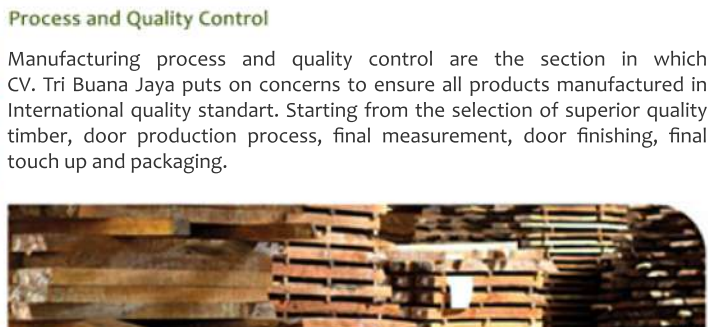 Process and Quality Control
Manufacturing process and quality control are the section in which
CV. Tri Buana Jaya puts on concerns to ensure all products manufactured in
International quality standart. Starting from the selection of superior quality
timber, door production process, final measurement, door finishing, final
touch up and packaging.